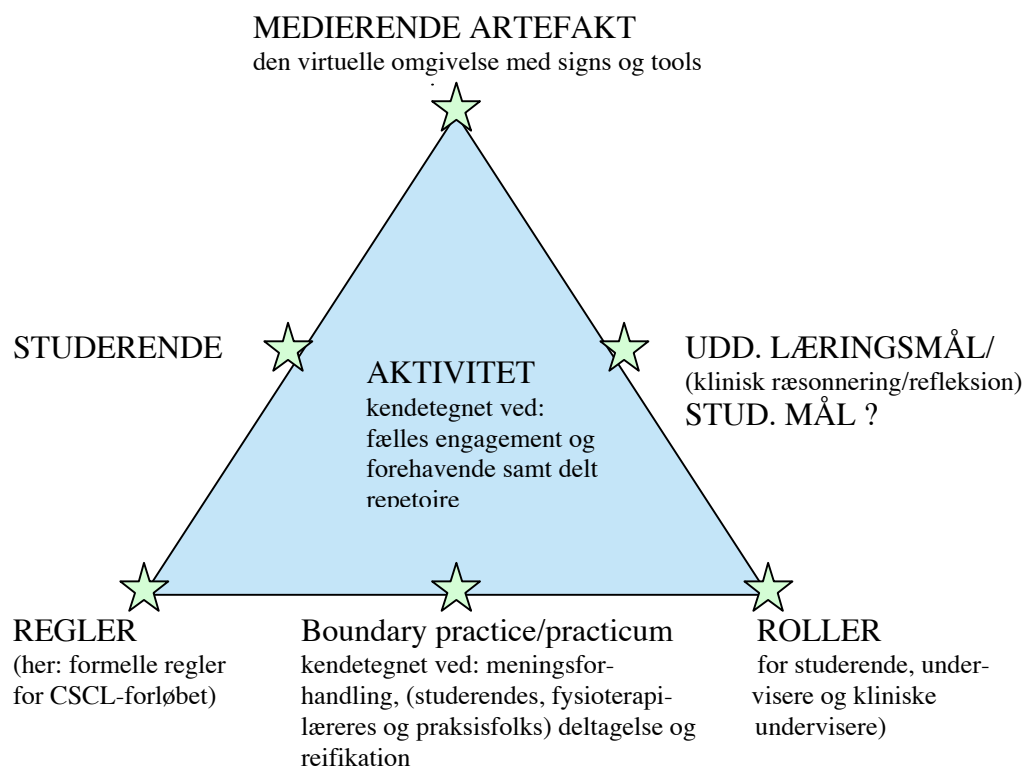 MEDIERENDE ARTEFAKT
den virtuelle omgivelse med signs og tools
STUDERENDE
UDD. LÆRINGSMÅL/
(klinisk ræsonnering/refleksion)
STUD. MÅL ?
AKTIVITET
kendetegnet ved:
fælles engagement og
forehavende samt delt
repetoire
REGLER
(her: formelle regler
for CSCL-forløbet)
Boundary practice/practicum
kendetegnet ved: meningsfor-
handling, (studerendes, fysioterapi-
læreres og praksisfolks) deltagelse og
reifikation
ROLLER
for studerende, under-
visere og kliniske
undervisere)